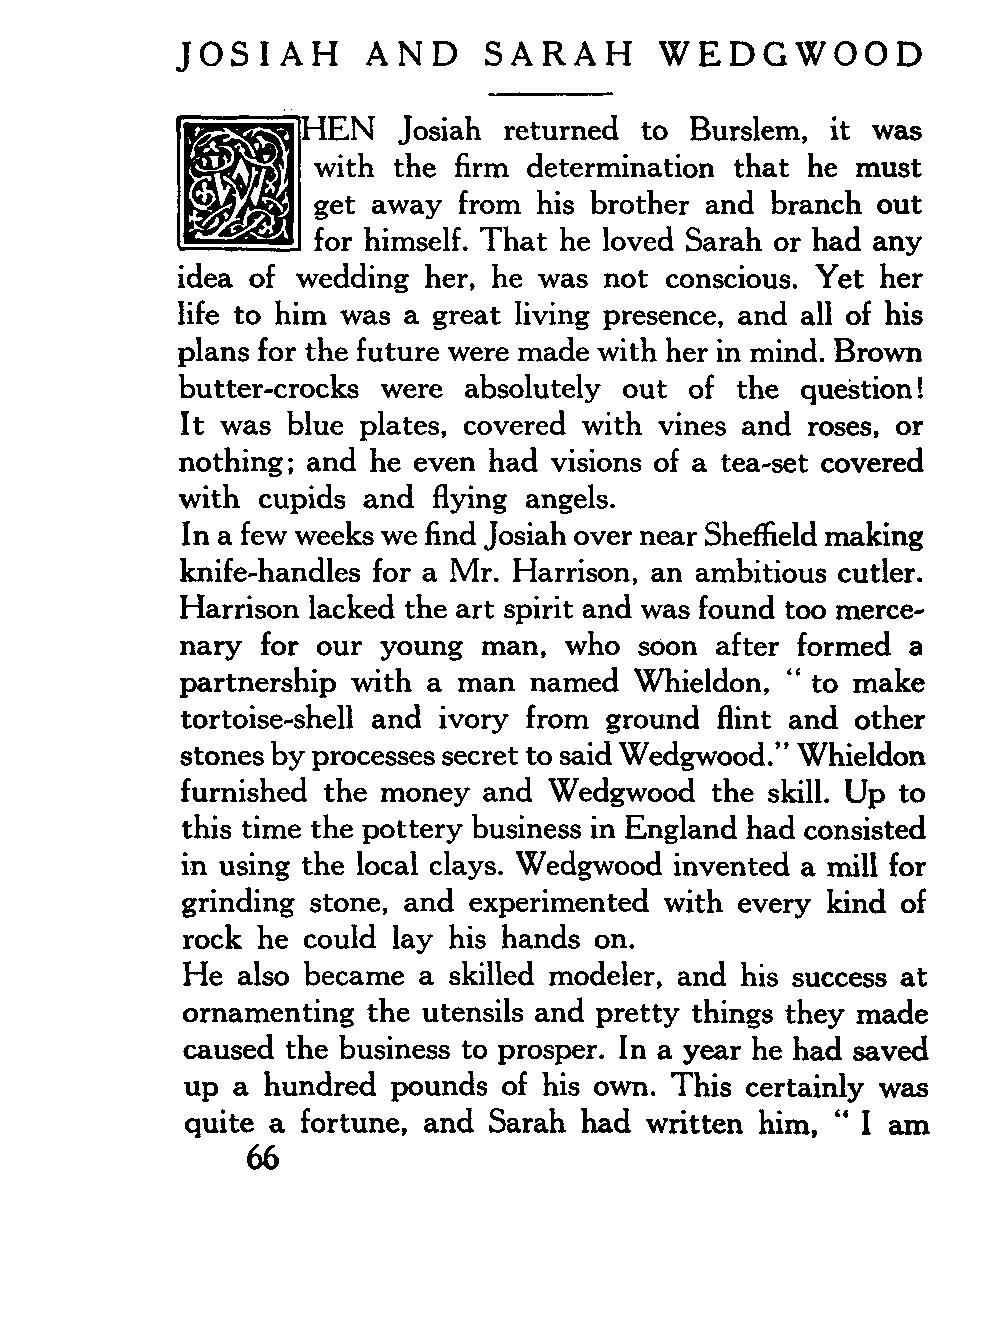 JOSIAH AND SARAH WEDGWOOD
WHEN Josiah returned to Burslem, it was
with the firm determination that he must
get away from his brother and branch out
for himself. That he loved Sarah or had any
idea of wedding her, he was not conscious. Yet her
life to him was a great living presence, and all of his
plans for the future were made with her in mind. Brown
butter-crocks were absolutely out of the question!
It was blue plates, covered with vines and roses, or
nothing; and he even had visions of a tea-set covered
with cupids and flying angels.
In a few weeks we find Josiah over near Sheffield making
knife-handles for a Mr. Harrison, an ambitious cutler.
Harrison lacked the art spirit and was found too merce-
nary for our young man, who soon after formed a
partnership with a man named Whieldon, “ to make
tortoise-shell and ivory from ground flint and other
stones by processes secret to said Wedgwood.” Whieldon
furnished the money and Wedgwood the skill. Up to
this time the pottery business in England had consisted
in using the local clays. Wedgwood invented a mill for
grinding stone, and experimented with every kind of
rock he could lay his hands on.
He also became a skilled modeler, and his success at
ornamenting the utensils and pretty things they made
caused the business to prosper. In a year he had saved
up a hundred pounds of his own. This certainly was
quite a fortune, and Sarah had written him, “ I am
66